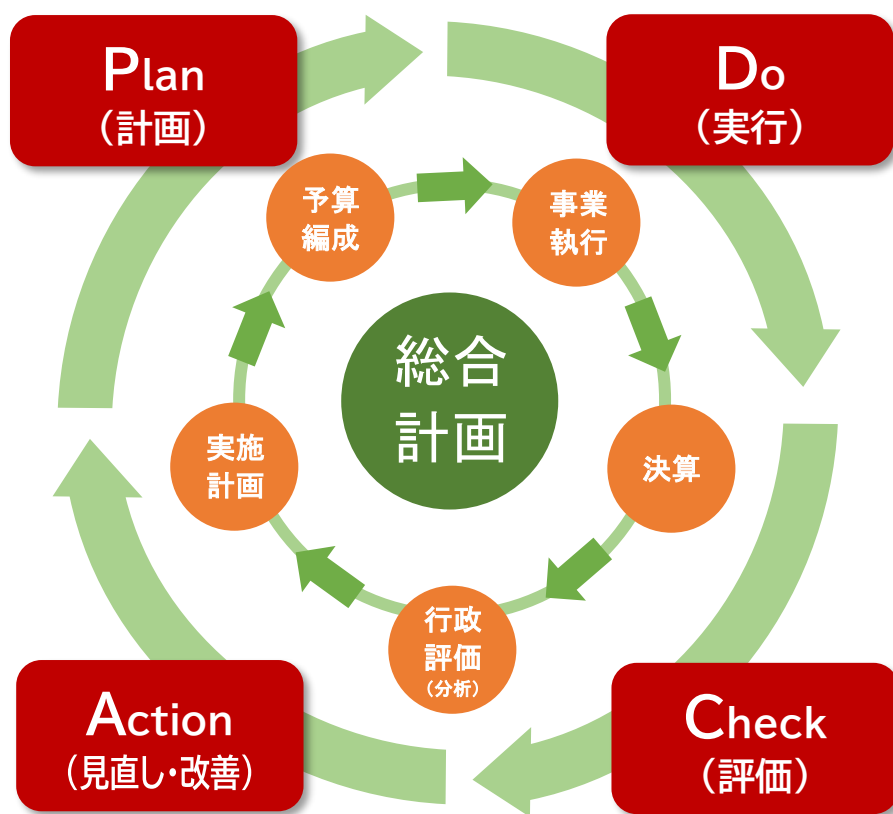 Plan
（計画）
Do
（実行）
予算
編成
事業
執行
総合
計画
実施
計画
決算
行政
評価
（分析）
Action
（見直し・改善）
Check
（評価）